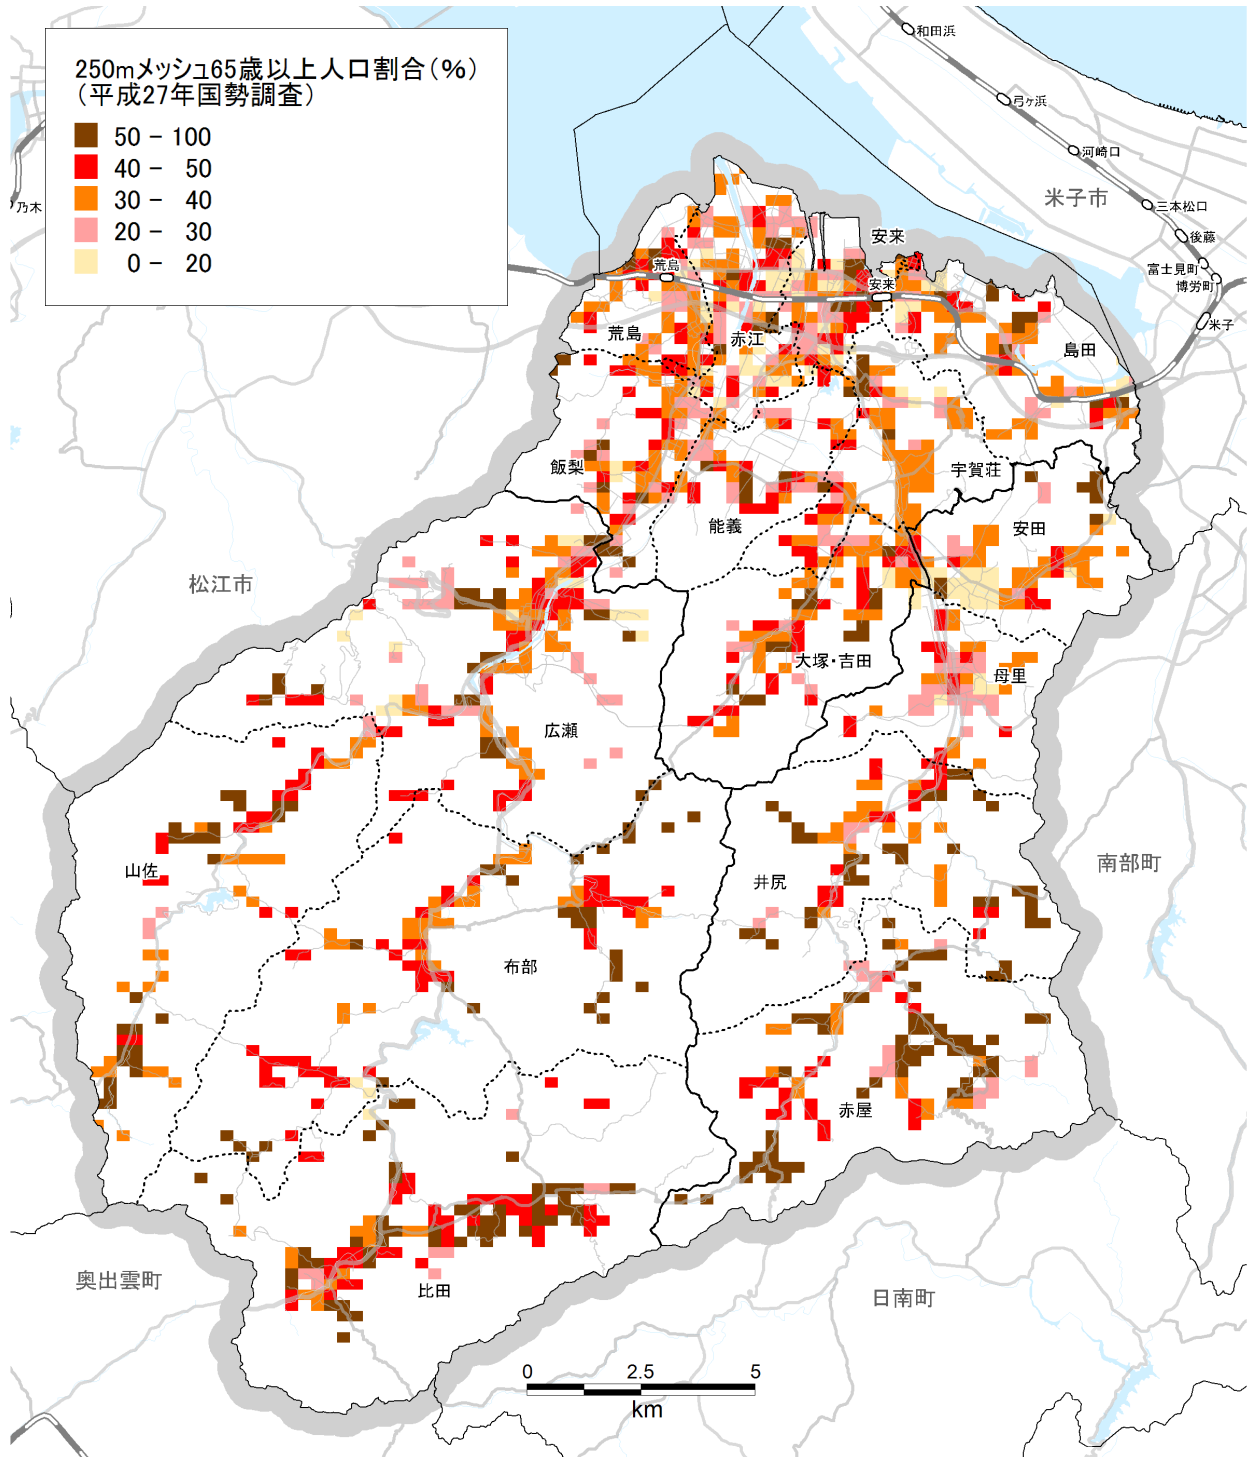 250mメッシュ65歳以上人口割合(%)
(平成27年国勢調査)
50 - 100
40 - 50
30 - 40
20 - 30
0 - 20
和田浜
弓ヶ浜
河崎口
米子市
三本松口
後藤
富士見町
博労町
米子
乃木
安来
荒島
安来
荒島
赤江
島田
飯梨
宇賀荘
能義
安田
松江市
大塚・吉田
母里
広瀬
山佐
井尻
南部町
布部
赤屋
奥出雲町
比田
日南町
0 2.5 5
km